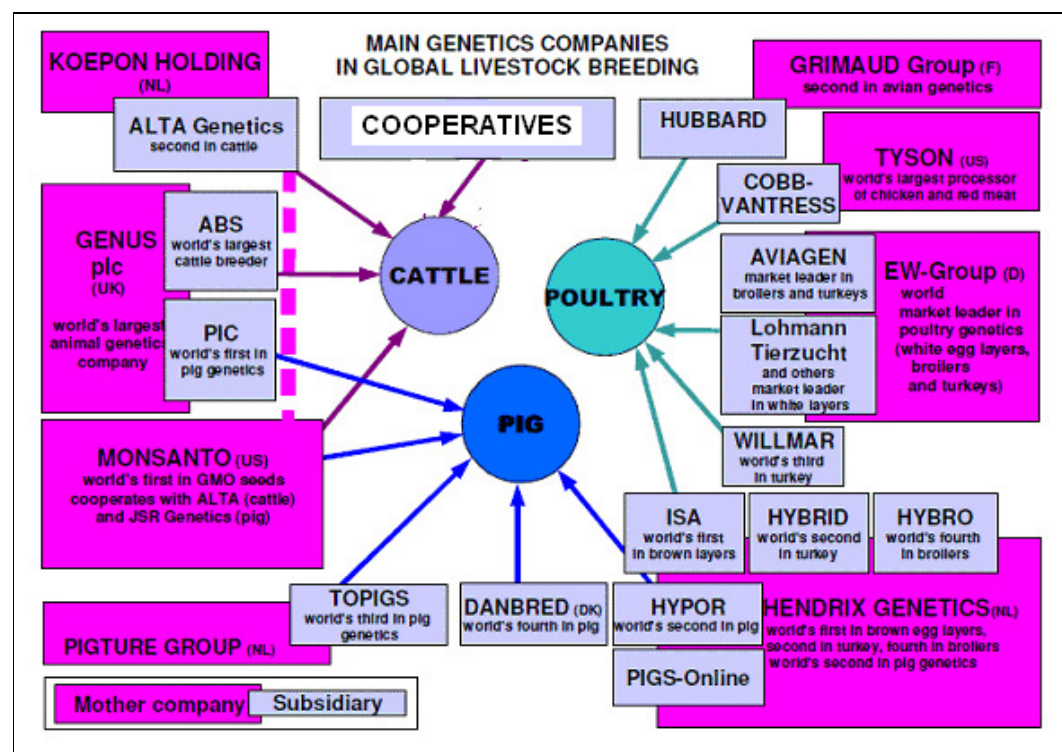 MAIN GENETICS COMPANIES
IN GLOBAL LIVESTOCK BREEDING
KOEPON HOLDING
(NL)
ALTA Genetics
second in cattle
COOPERATIVES
HUBBARD
GRIMAUD Group (F)
second in avian genetics
TYSON (US)
world's largest processor
of chicken and red meat
COBB-
VANTRESS
GENUS
plc
(UK)
world's largest
animal genetics
company
ABS
world's largest
cattle breeder
PIC
world's first in
pig genetics
CATTLE
POULTRY
PIG
AVIAGEN
market leader in
broilers and turkeys
Lohmann
Tierzucht
and others
market leader
in white layers
EW-Group (D)
world
market leader in
poultry genetics
(white egg layers,
broilers
and turkeys)
WILLMAR
world's third
in turkey
MONSANTO (US)
world's first in GMO seeds
cooperates with ALTA (cattle)
and JSR Genetics (pig)
ISA
world's first
in brown layers
HYBRID
world's second
in turkey
HYBRO
world's fourth
in broilers
TOPIGS
world's third in pig
genetics
DANBRED (DK)
world's fourth in pig
HYPOR
world's second in pig
PIGS-Online
HENDRIX GENETICS(NL)
world's first in brown egg layers,
second in turkey, fourth in broilers
world's second in pig genetics
PIGTURE GROUP (NL)
Mother company
Subsidiary